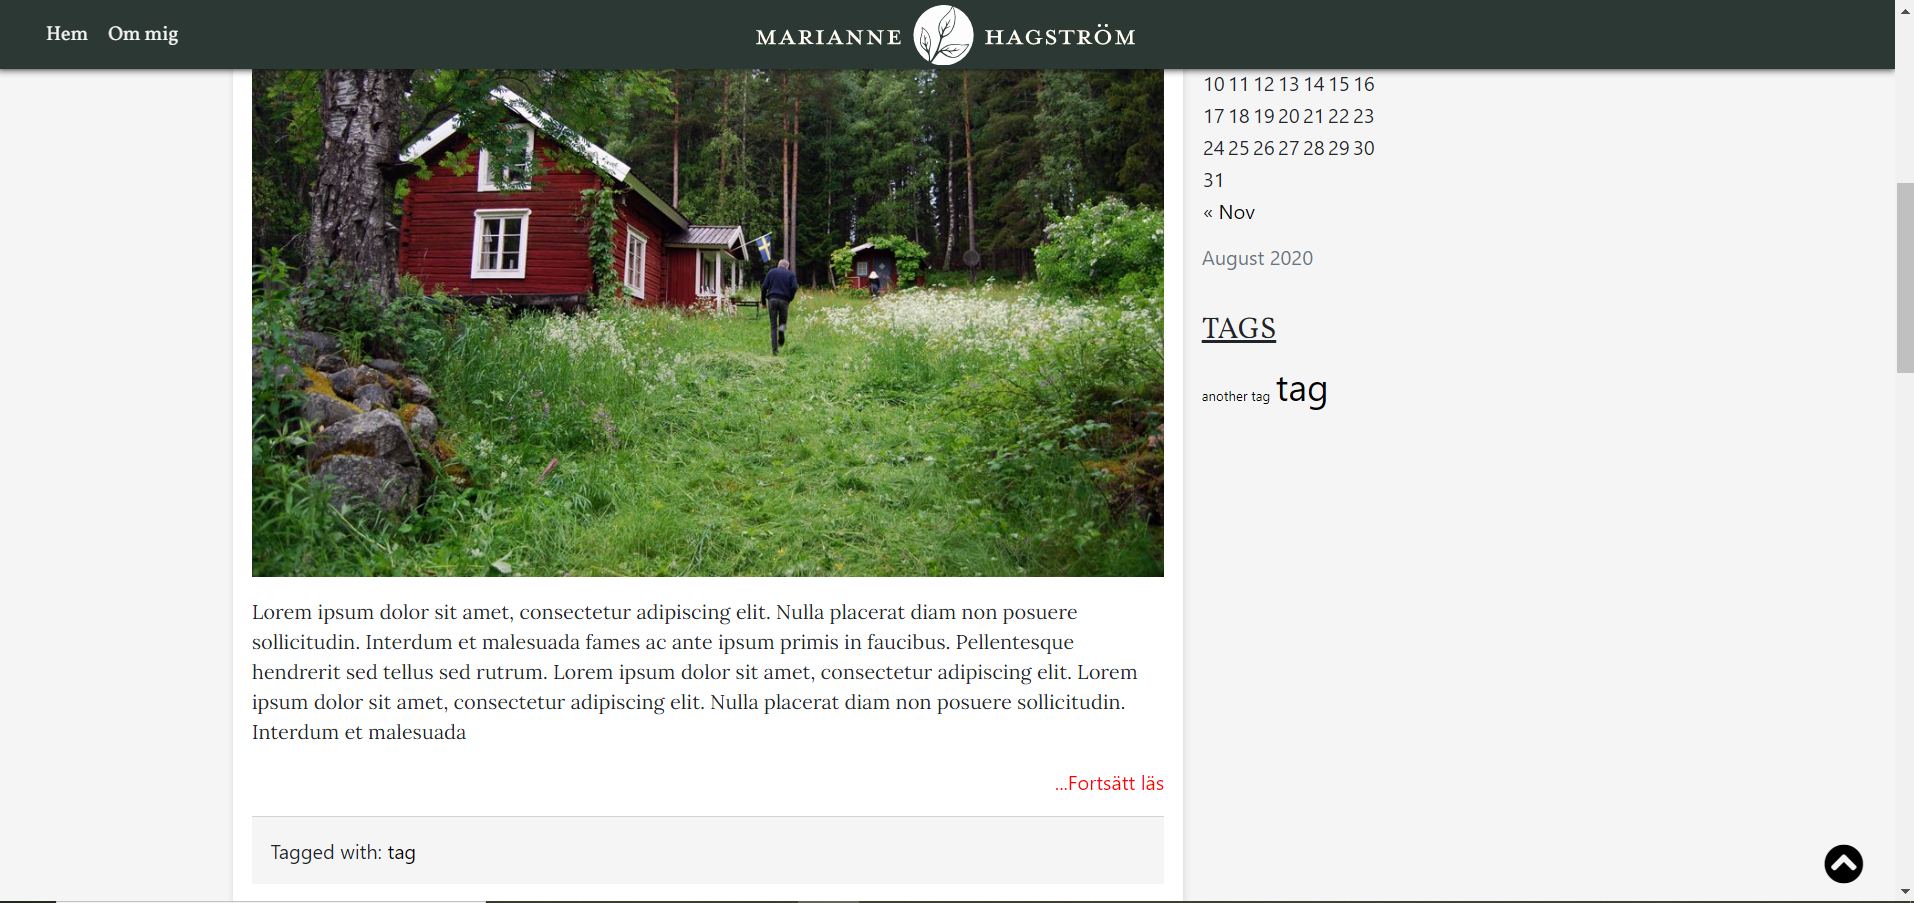 Hem Om mig
MARIANNE HAGSTRÖM
Lorem ipsum dolor sit amet, consectetur adipiscing elit. Nulla placerat diam non posuere
sollicitudin. Interdum et malesuada fames ac ante ipsum primis in faucibus. Pellentesque
hendrerit sed tellus sed rutrum. Lorem ipsum dolor sit amet, consectetur adipiscing elit. Lorem
ipsum dolor sit amet, consectetur adipiscing elit. Nulla placerat diam non posuere sollicitudin.
Interdum et malesuada
...Fortsätt läs
Tagged with: tag
10 11 12 13 14 15 16
17 18 19 20 21 22 23
24 25 26 27 28 29 30
31
« Nov
August 2020
TAGS
another tag tag